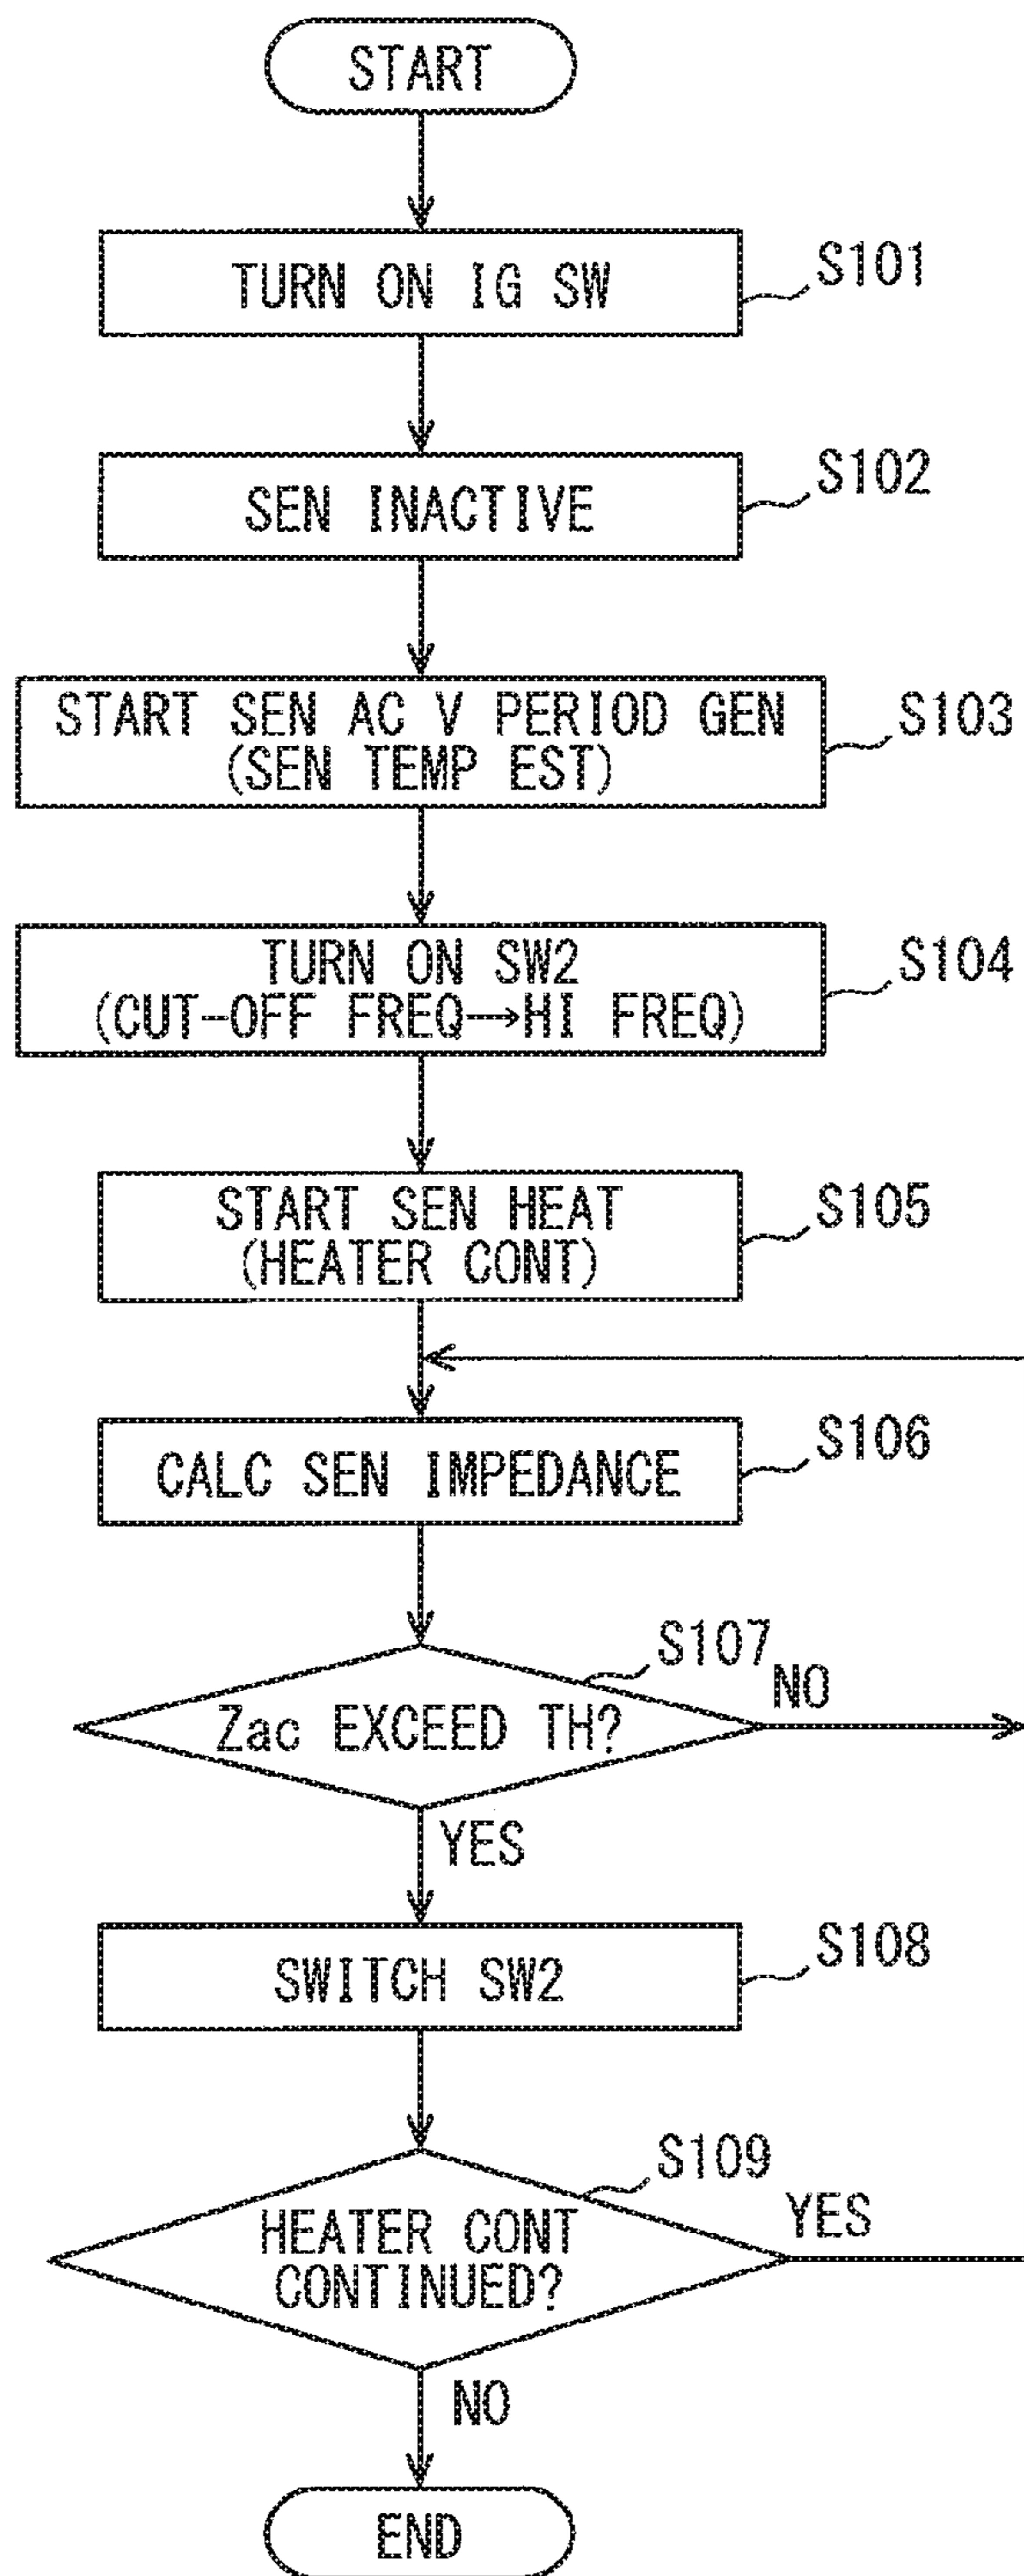 START
TURN ON IG SW
S101
SEN INACTIVE
S102
START SEN AC V PERIOD GEN
(SEN TEMP EST)
S103
TURN ON SW2
(CUT-OFF FREQ→HI FREQ)
S104
START SEN HEAT
(HEATER CONT)
S105
CALC SEN IMPEDANCE
S106
S107
NO
Zac EXCEED TH?
YES
SWITCH SW2
S108
S109
HEATER CONT
CONTINUED?
YES
NO
END